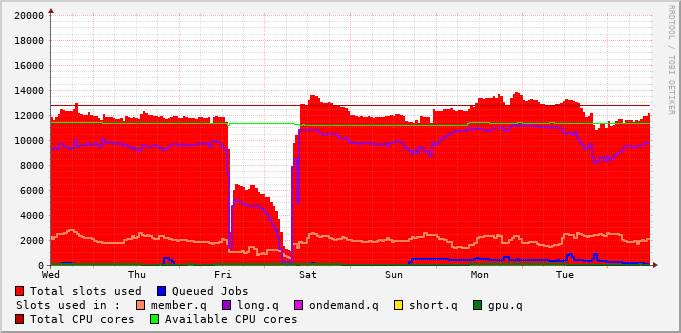 RRDTOOL / TOBI OETIKER
20000
18000
16000
14000
12000
10000
8000
6000
4000
2000
0
Wed Thu Fri Sat Sun Mon Tue
Total slots used Queued Jobs
Slots used in : member.q long.q ondemand.q short.q gpu.q
Total CPU cores Available CPU cores